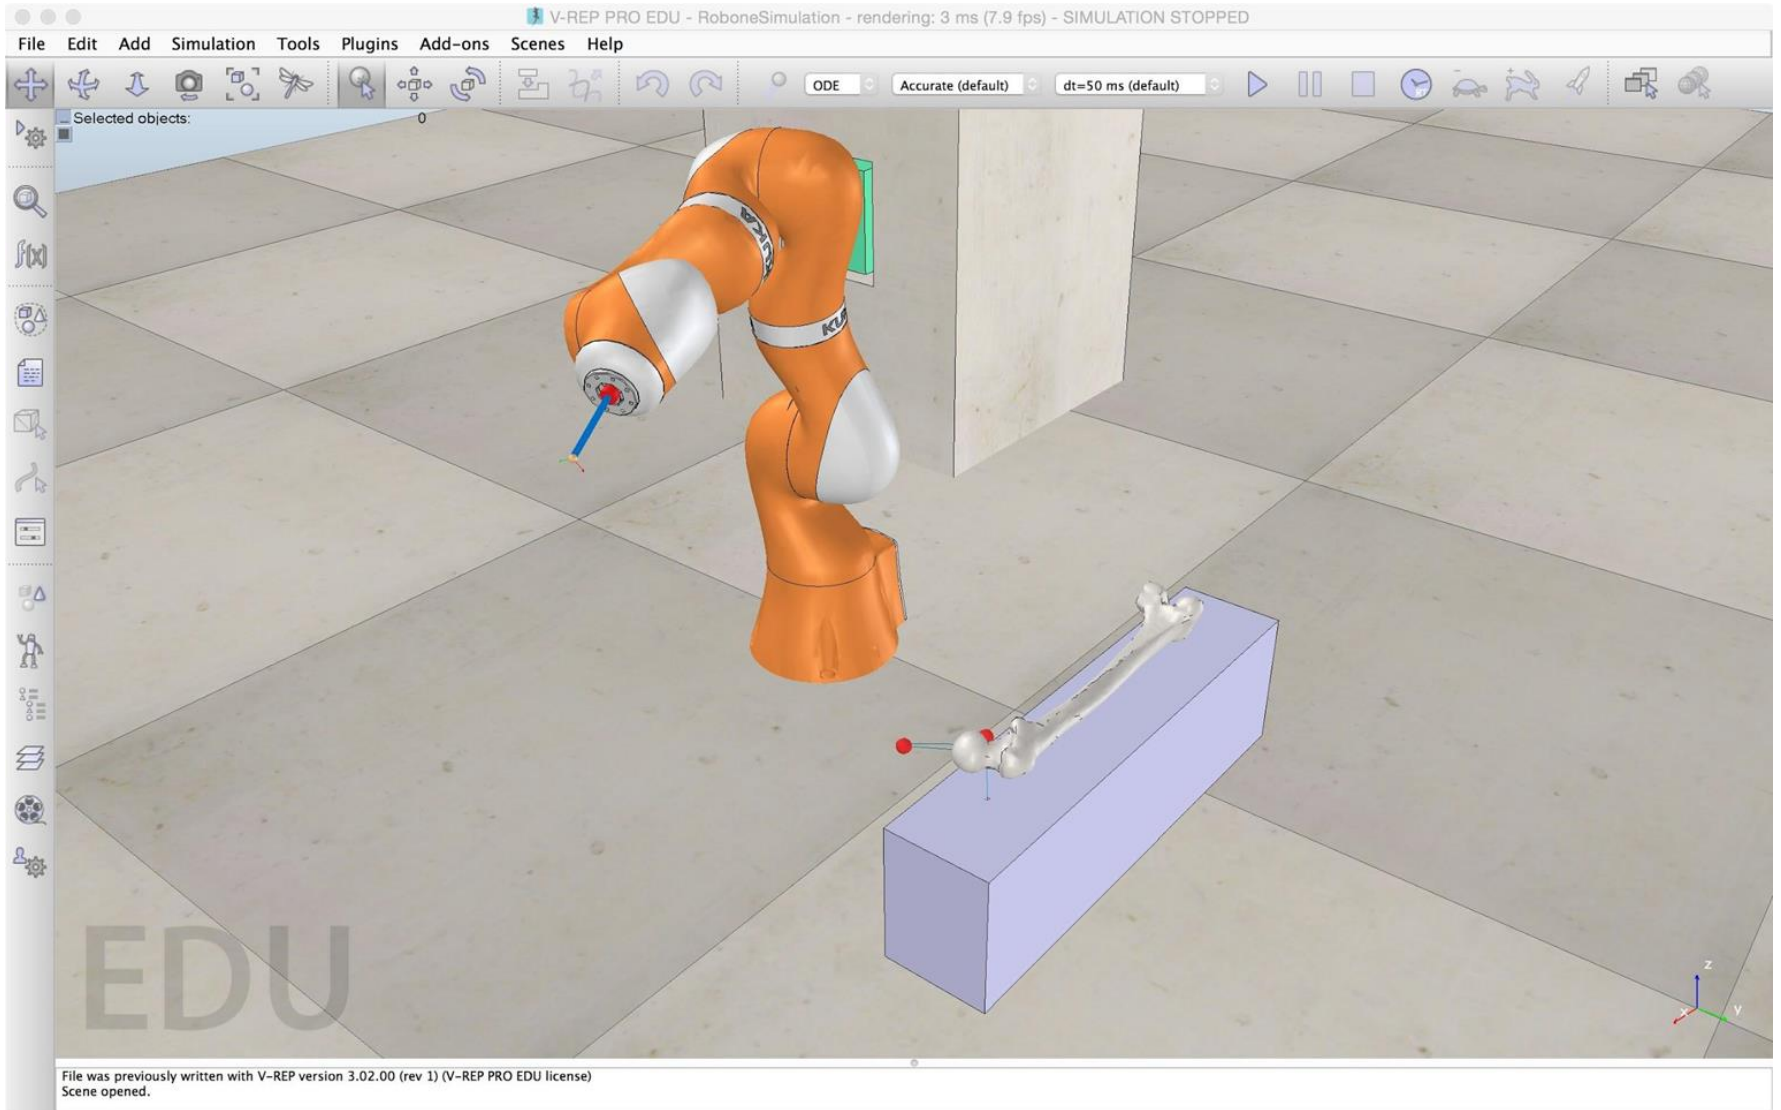 V-REP PRO EDU - RoboneSimulation - rendering: 3 ms (7.9 fps) - SIMULATION STOPPED
File Edit Add Simulation Tools Plugins Add-ons Scenes Help
ODE Accurate (default) dt=50 ms (default)
Selected objects: 0
f(x)
KUKA
z
x y
EDU
File was previously written with V-REP version 3.02.00 (rev 1) (V-REP PRO EDU license)
Scene opened.